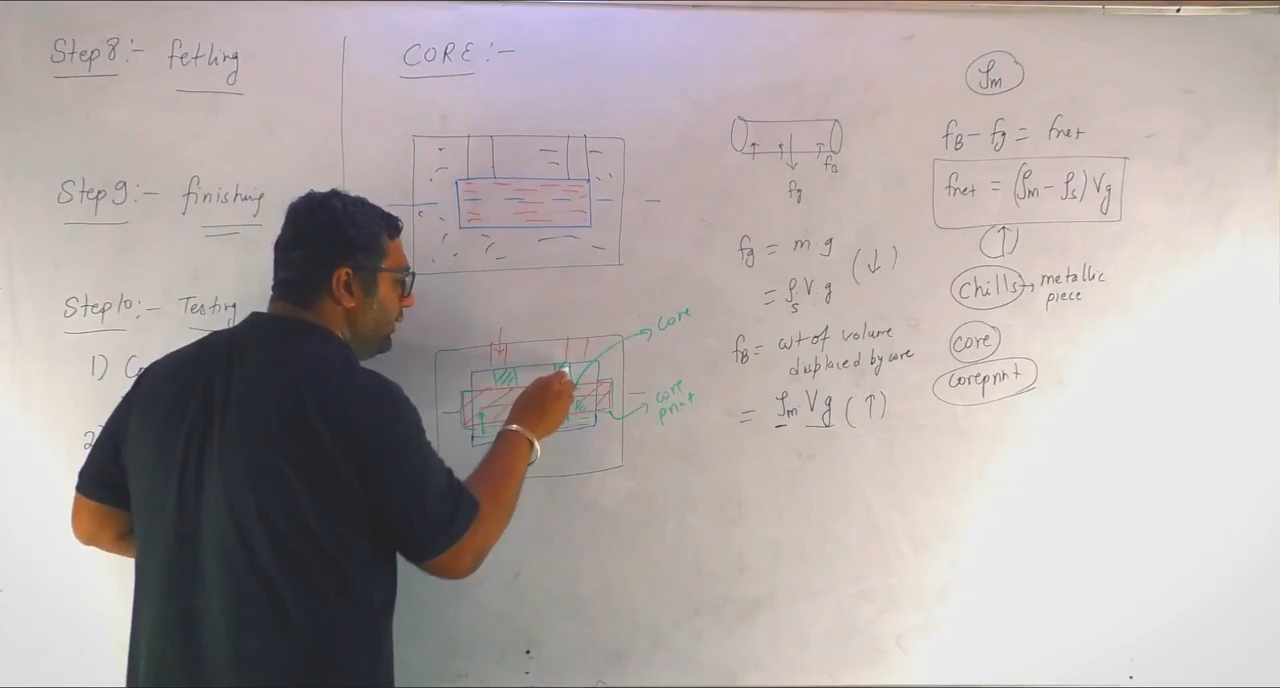 Step 8:- fetling
Step 9:- finishing
Step 10:- Testing
1) Co
2)
CORE:-
core
core
print
fB
fg
fg = m.g
(↓)
= ρs V.g
fB = wt of volume
displaced by core
= ρm. Vg (↑)
ρm
fB - fg = fnet
fnet = (ρm - ρs) Vg
(↑)
chills → metallic
piece
core
coreprint